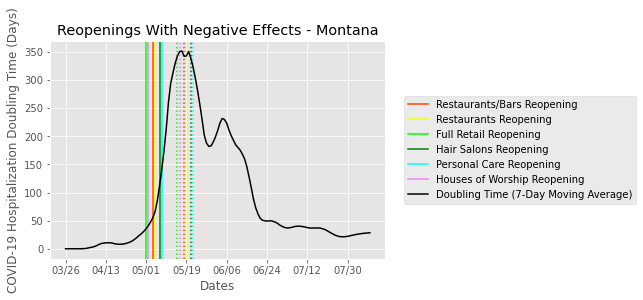 Reopenings With Negative Effects - Montana
COVID-19 Hospitalization Doubling Time (Days)
350
300
250
200
150
100
50
0
03/26 04/13 05/01 05/19 06/06 06/24 07/12 07/30
Dates
Restaurants/Bars Reopening
Restaurants Reopening
Full Retail Reopening
Hair Salons Reopening
Personal Care Reopening
Houses of Worship Reopening
Doubling Time (7-Day Moving Average)